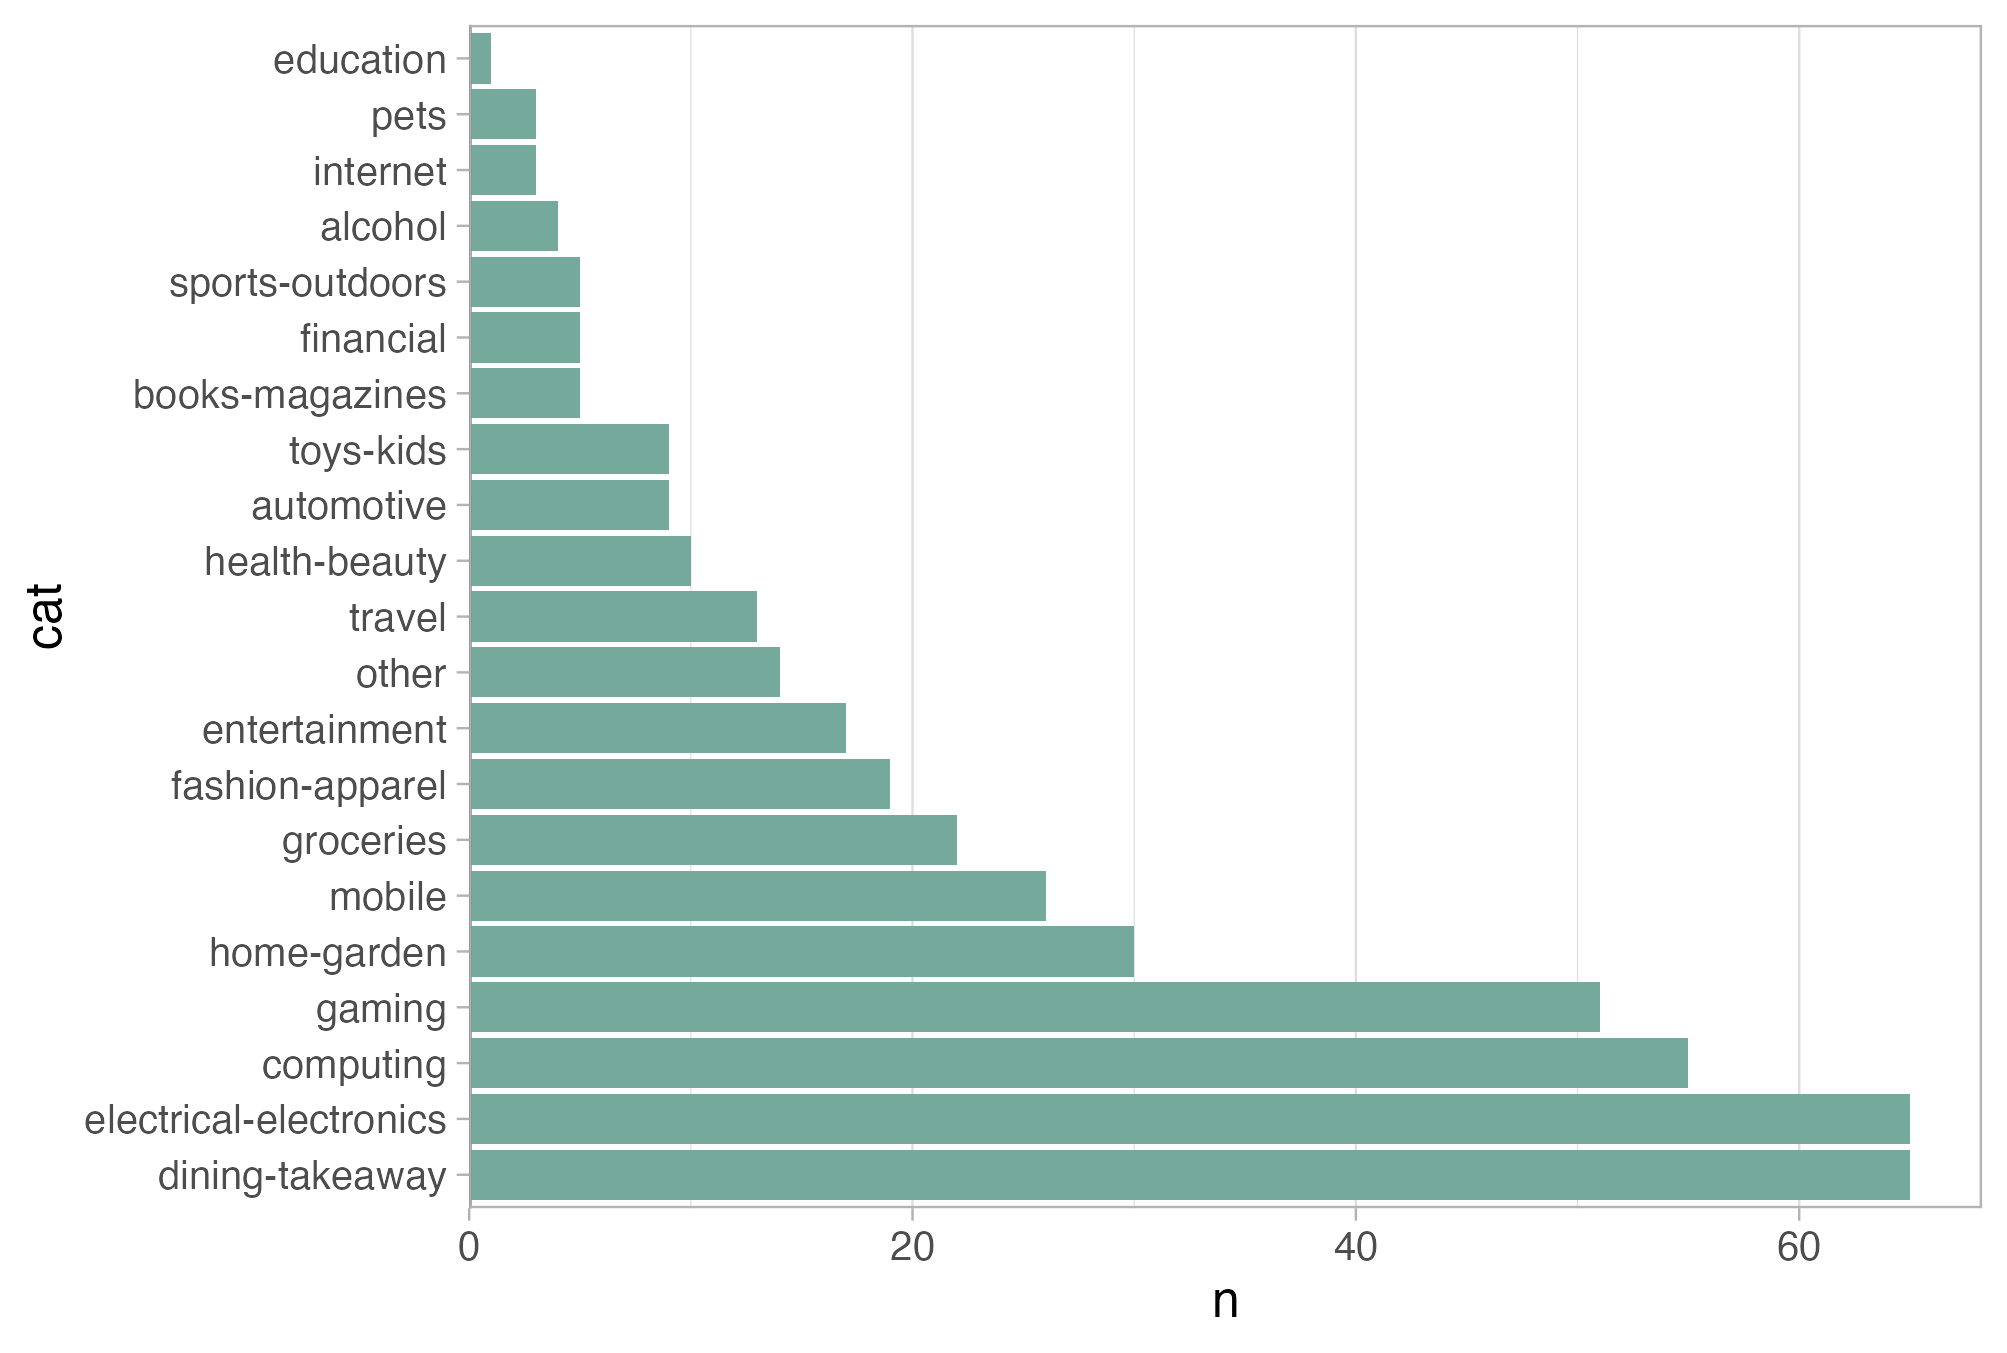 education
pets
internet
alcohol
sports-outdoors
financial
books-magazines
toys-kids
automotive
health-beauty
travel
other
entertainment
fashion-apparel
groceries
mobile
home-garden
gaming
computing
electrical-electronics
dining-takeaway
cat
0 20 40 60
n